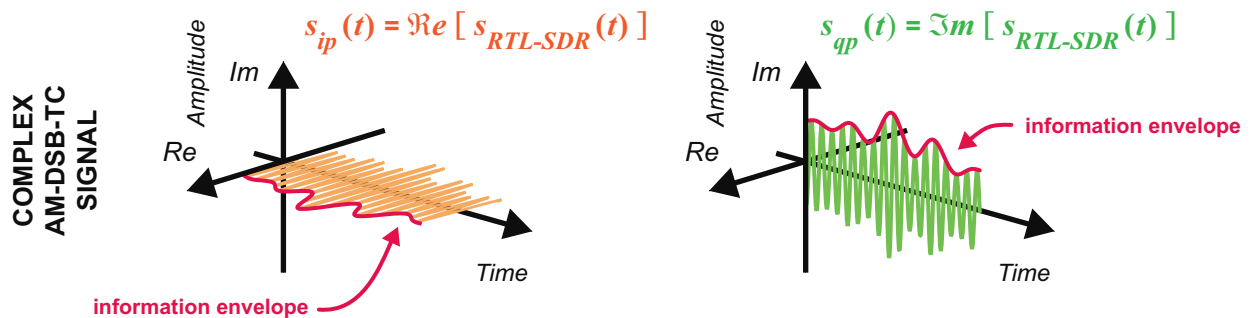 COMPLEX
AM-DSB-TC
SIGNAL
s_ip(t) = ℜe [ s_RTL-SDR(t) ]
Amplitude
Im
Re
Time
information envelope
s_qp(t) = ℑm [ s_RTL-SDR(t) ]
Amplitude
Im
information envelope
Re
Time